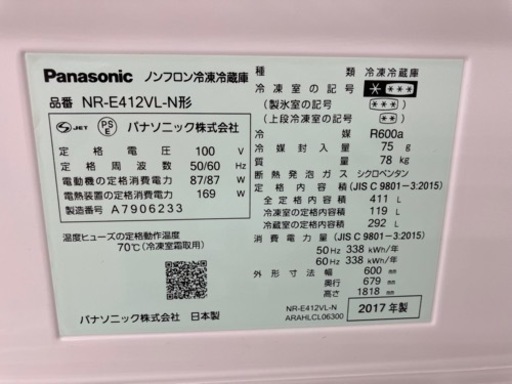 Panasonic ノンフロン冷凍冷蔵庫
品番 NR-E412VL-N形
S JET PS E パナソニック株式会社
定格電圧 100 V
定格周波数 50/60 Hz
電動機の定格消費電力 87/87 W
電熱装置の定格消費電力 169 W
製造番号 A7906233
温度ヒューズの定格動作温度
70℃(冷凍室霜取用)
パナソニック株式会社 日本製
種類 冷凍冷蔵庫
冷凍室の記号 * ***
(製氷室の記号 ***)
(上段冷凍室の記号 **)
冷媒 R600a
冷媒封入量 75 g
質量 78 kg
断熱発泡ガス シクロペンタン
定格内容積 (JIS C 9801-3:2015)
全定格内容積 411 L
冷凍室の定格内容積 119 L
冷蔵室の定格内容積 292 L
消費電力量 (JIS C 9801-3:2015)
50 Hz 338 kWh/年
60 Hz 338 kWh/年
外形寸法 幅 600 mm
奥行 679 mm
高さ 1818 mm
NR-E412VL-N
ARAHLCL06300
2017 年製